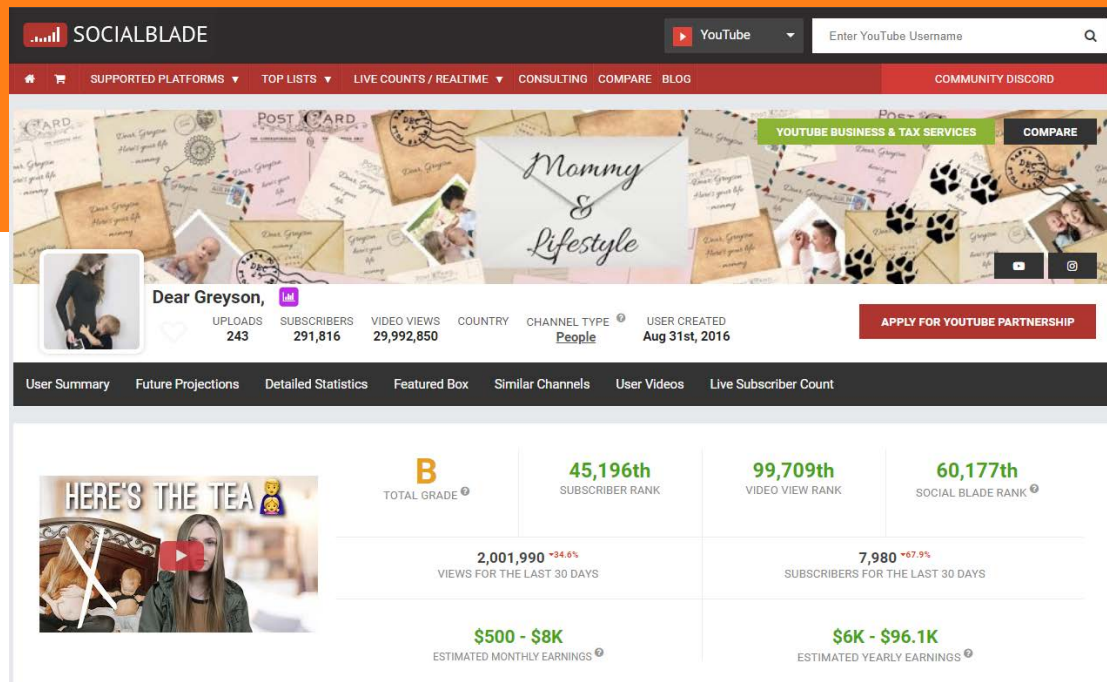 SOCIALBLADE
YouTube
Enter YouTube Username
SUPPORTED PLATFORMS ▼ TOP LISTS ▼ LIVE COUNTS / REALTIME ▼ CONSULTING COMPARE BLOG
COMMUNITY DISCORD
POST CARD
YOUTUBE BUSINESS & TAX SERVICES
COMPARE
Mommy
&
Lifestyle
Dear Greyson,
UPLOADS SUBSCRIBERS VIDEO VIEWS COUNTRY CHANNEL TYPE USER CREATED
243 291,816 29,992,850 People Aug 31st, 2016
APPLY FOR YOUTUBE PARTNERSHIP
User Summary Future Projections Detailed Statistics Featured Box Similar Channels User Videos Live Subscriber Count
HERE'S THE TEA
B
TOTAL GRADE
45,196th
SUBSCRIBER RANK
99,709th
VIDEO VIEW RANK
60,177th
SOCIAL BLADE RANK
2,001,990 -34.6%
VIEWS FOR THE LAST 30 DAYS
7,980 -67.9%
SUBSCRIBERS FOR THE LAST 30 DAYS
$500 - $8K
ESTIMATED MONTHLY EARNINGS
$6K - $96.1K
ESTIMATED YEARLY EARNINGS